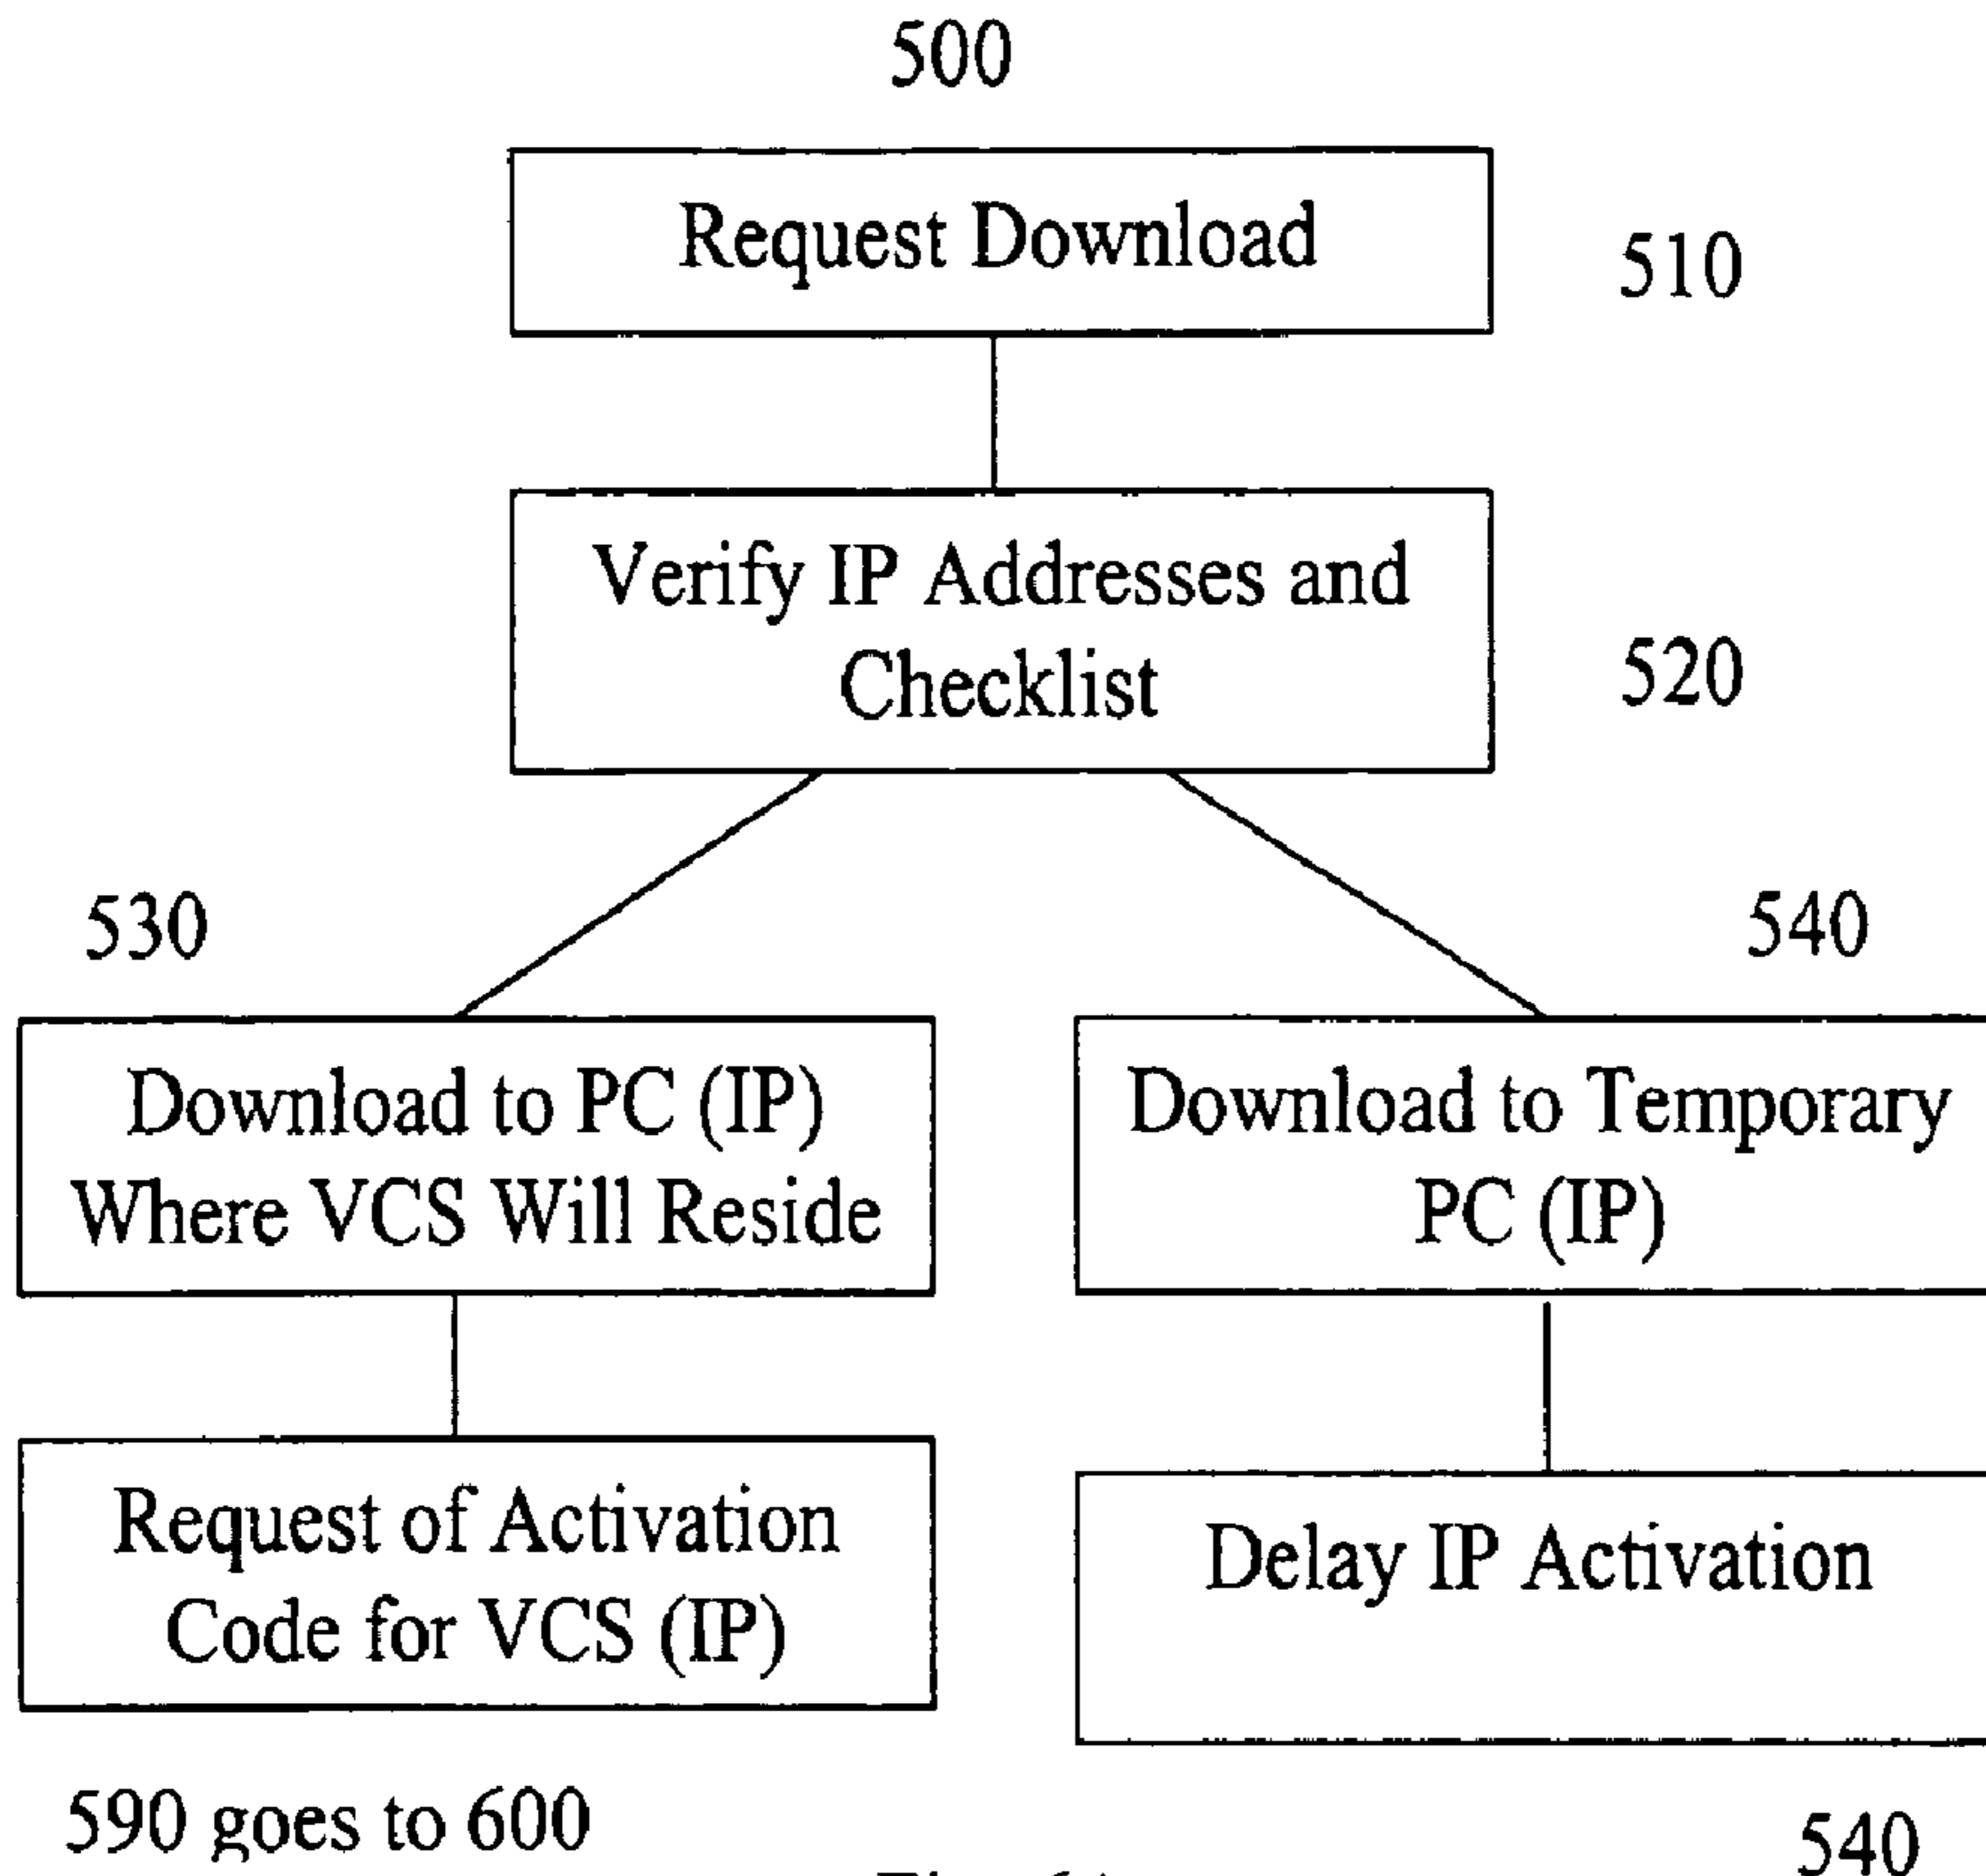 500
Request Download
510
Verify IP Addresses and
Checklist
520
530
540
Download to PC (IP)
Where VCS Will Reside
Download to Temporary
PC (IP)
Request of Activation
Code for VCS (IP)
Delay IP Activation
590 goes to 600
540